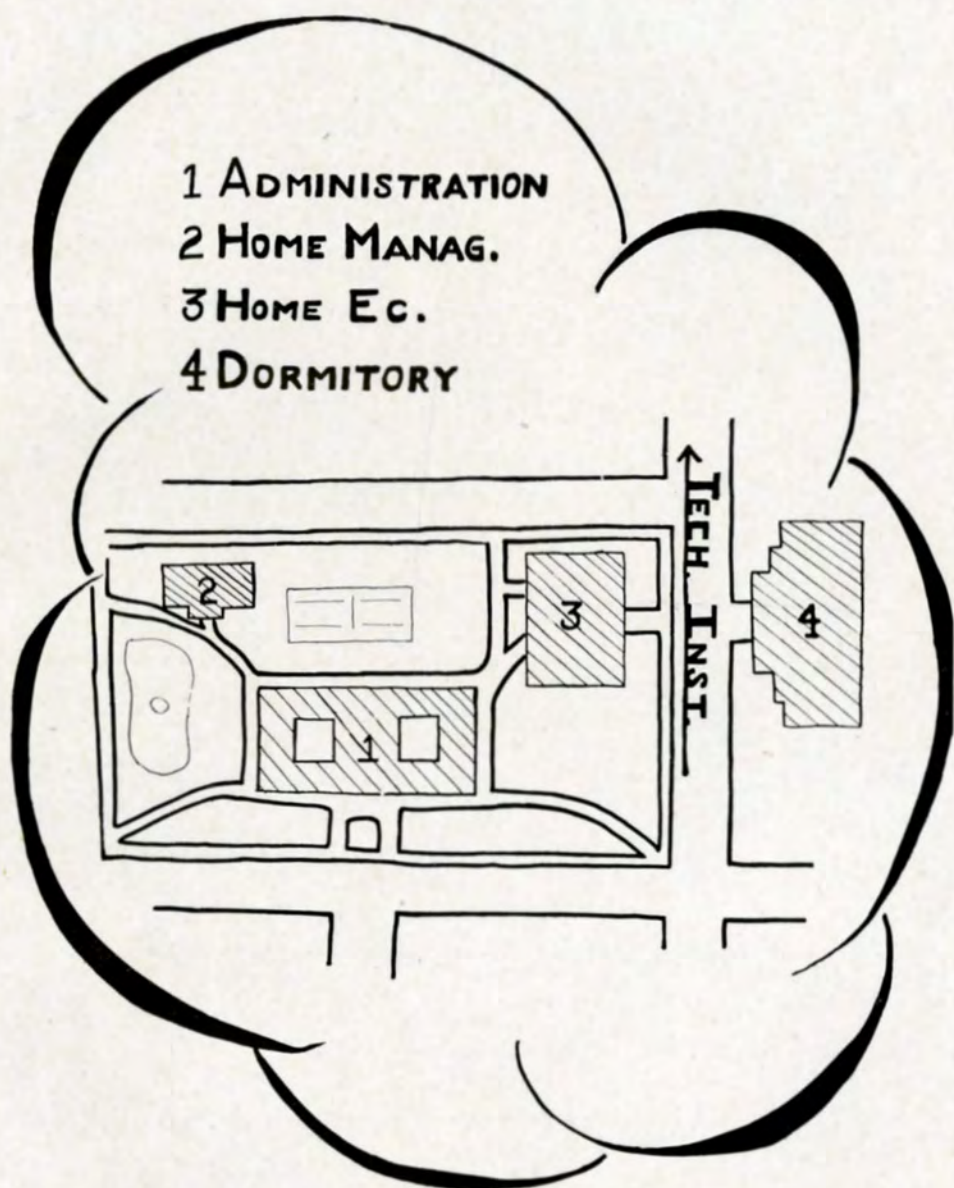 1 ADMINISTRATION
2 HOME MANAG.
3 HOME EC.
4 DORMITORY
TECH. INST.
2
3
4
1